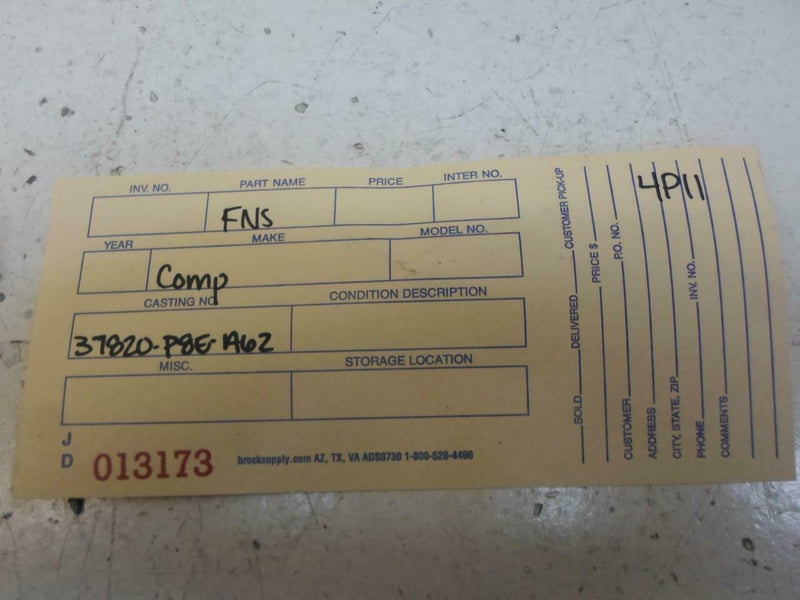 INV. NO. PART NAME PRICE INTER NO.
FNS
YEAR MAKE MODEL NO.
Comp
CASTING NO. CONDITION DESCRIPTION
37820-P8E-A62
MISC. STORAGE LOCATION
J
D 013173
brocksupply.com AZ, TX, VA ADS9730 1-800-528-4400
4P11
SOLD DELIVERED CUSTOMER PICK-UP
PRICE $
CUSTOMER P.O. NO.
ADDRESS
CITY, STATE, ZIP
PHONE INV. NO.
COMMENTS